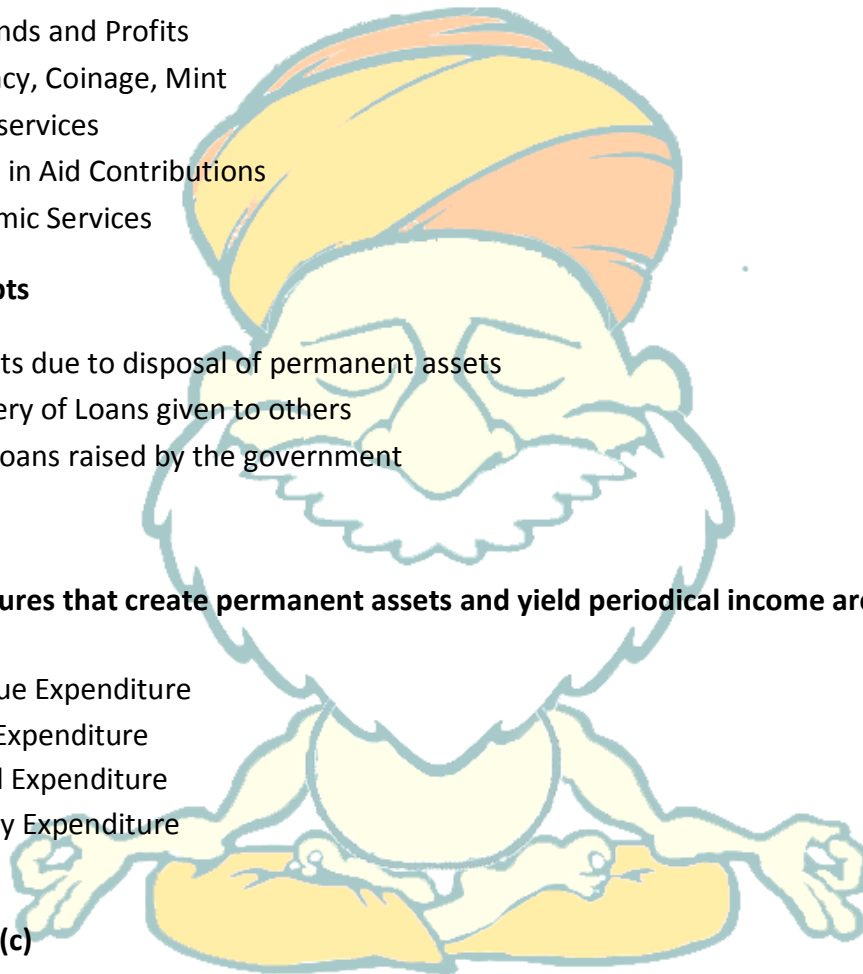 nds and Profits
cy, Coinage, Mint
services
in Aid Contributions
mic Services
ots
ts due to disposal of permanent assets
ery of Loans given to others
oans raised by the government
ures that create permanent assets and yield periodical income are
ue Expenditure
Expenditure
l Expenditure
y Expenditure
(c)